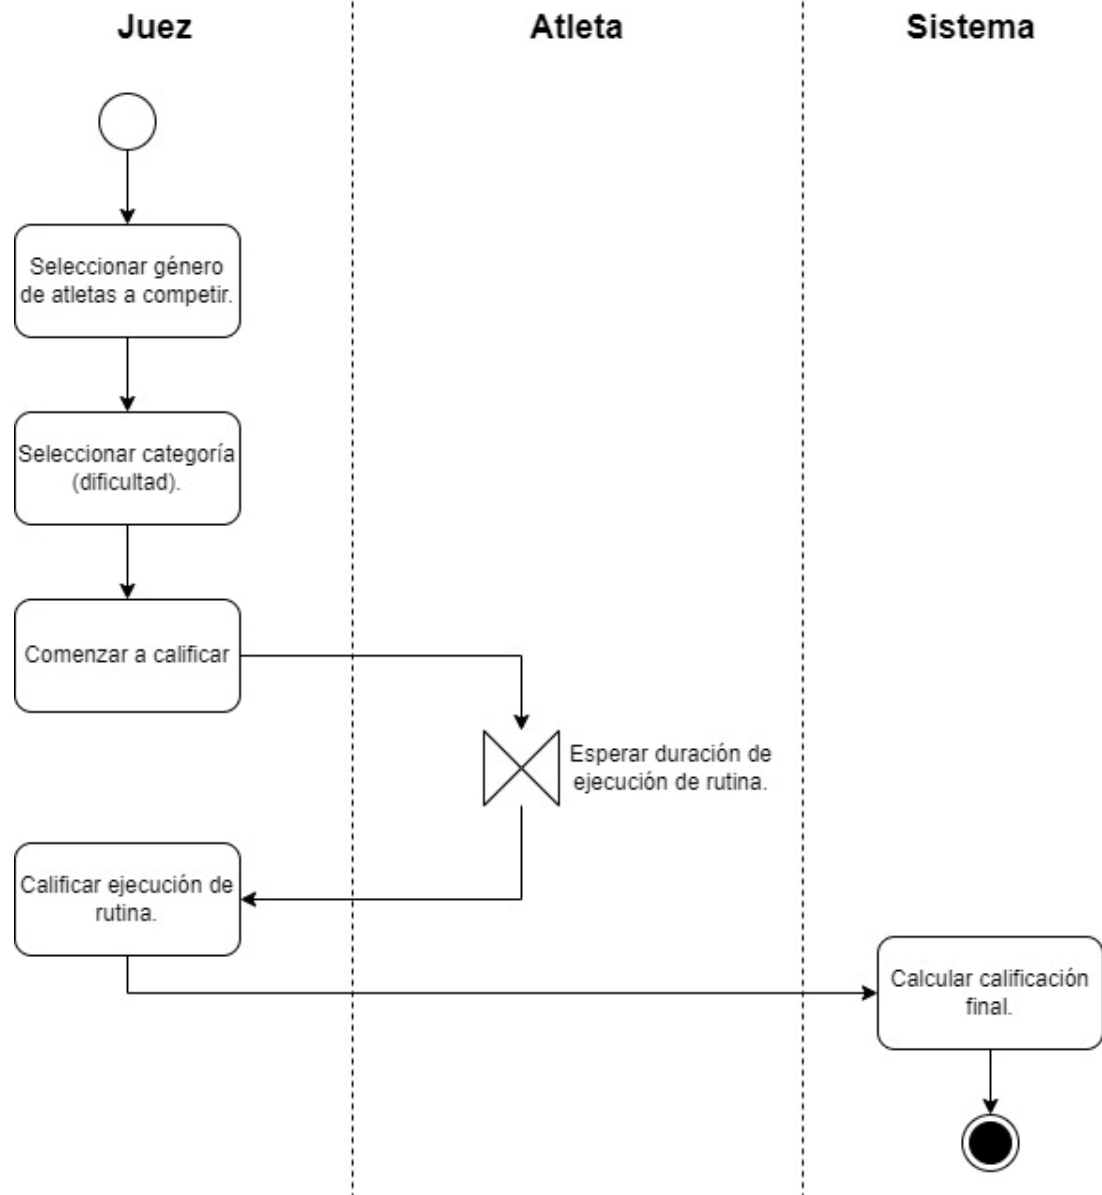 Juez
Atleta
Sistema
Seleccionar género
de atletas a competir.
Seleccionar categoría
(dificultad).
Comenzar a calificar
Esperar duración de
ejecución de rutina.
Calificar ejecución de
rutina.
Calcular calificación
final.